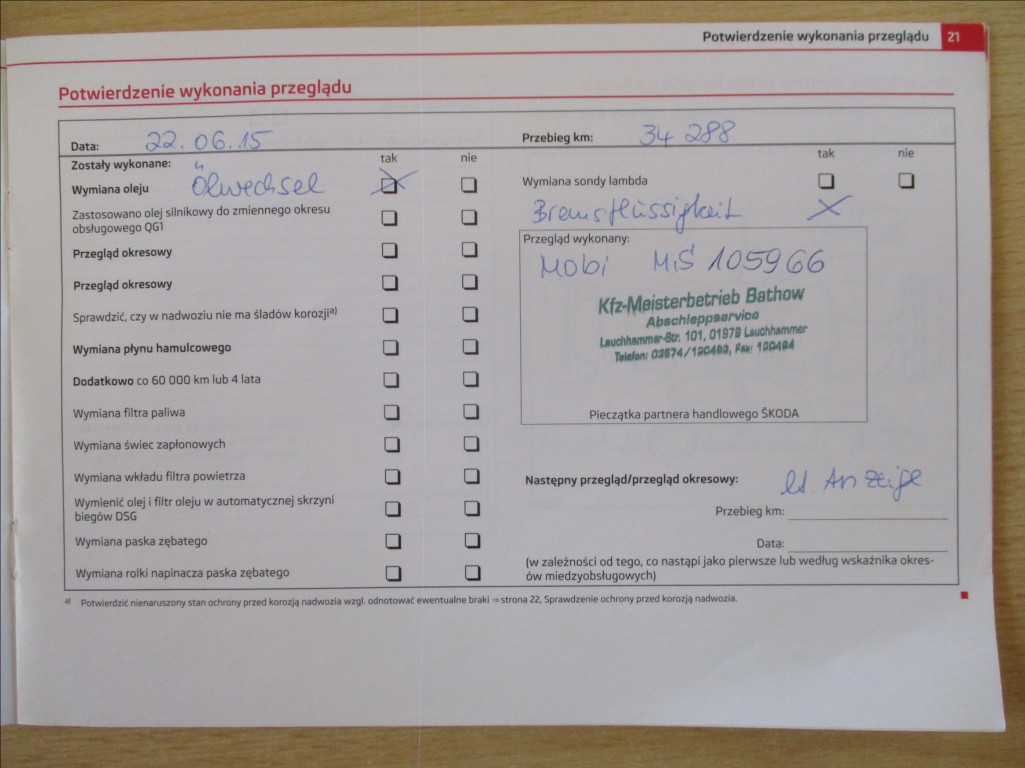 Potwierdzenie wykonania przeglądu 21
Potwierdzenie wykonania przeglądu
Data: 22.06.15
Przebieg km: 34 288
Zostały wykonane: tak nie
Wymiana oleju Ölwechsel
Zastosowano olej silnikowy do zmiennego okresu
obsługowego QG1
Przegląd okresowy
Przegląd okresowy
Sprawdzić, czy w nadwoziu nie ma śladów korozji a)
Wymiana płynu hamulcowego
Dodatkowo co 60 000 km lub 4 lata
Wymiana filtra paliwa
Wymiana świec zapłonowych
Wymiana wkładu filtra powietrza
Wymienić olej i filtr oleju w automatycznej skrzyni
biegów DSG
Wymiana paska zębatego
Wymiana rolki napinacza paska zębatego
tak nie
Wymiana sondy lambda
Bremsflüssigkeit
Przegląd wykonany:
Mobi MiS 105966
Kfz-Meisterbetrieb Bathow
Abschleppservice
Lauchhammer-Str. 101, 01979 Lauchhammer
Telefon: 03574/120482, Fax: 120484
Pieczątka partnera handlowego ŠKODA
Następny przegląd/przegląd okresowy: lt. Anzeige
Przebieg km:
Data:
(w zależności od tego, co nastąpi jako pierwsze lub według wskaźnika okres-
ów miedzyobsługowych)
a) Potwierdzić nienaruszony stan ochrony przed korozją nadwozia wzgl. odnotować ewentualne braki ⇒ strona 22, Sprawdzenie ochrony przed korozją nadwozia.